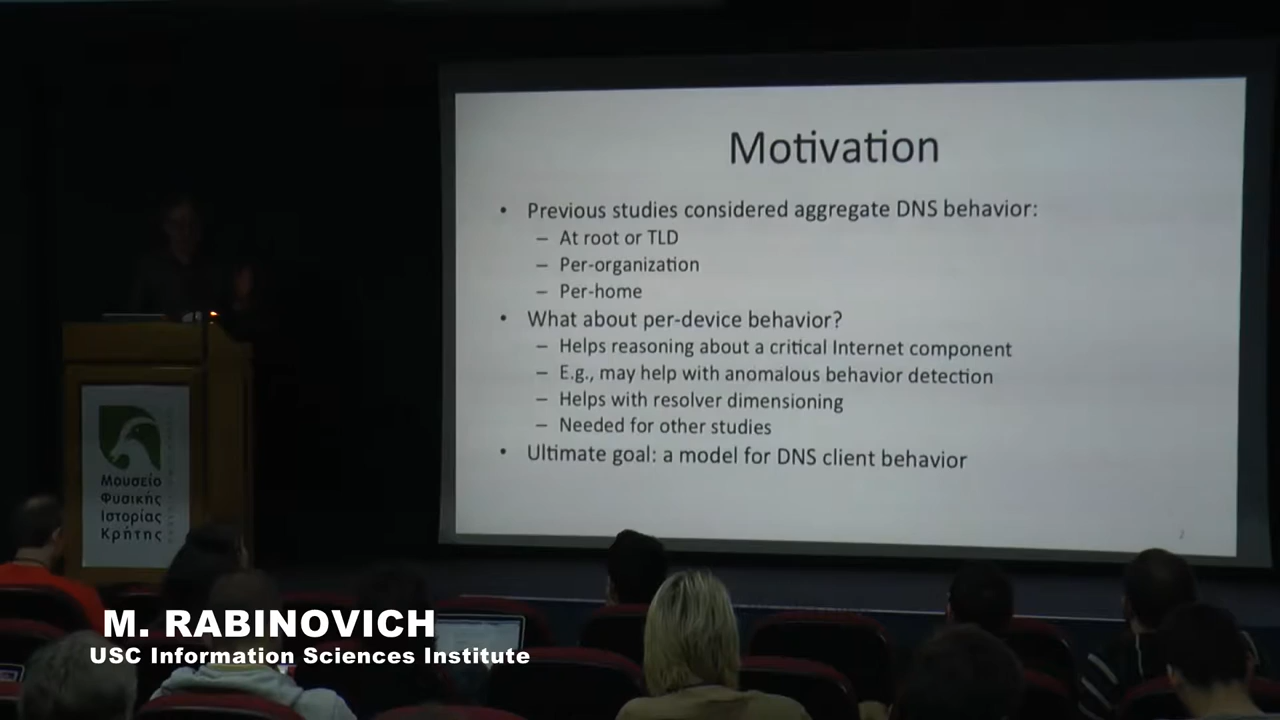 Motivation
• Previous studies considered aggregate DNS behavior:
– At root or TLD
– Per-organization
– Per-home
• What about per-device behavior?
– Helps reasoning about a critical Internet component
– E.g., may help with anomalous behavior detection
– Helps with resolver dimensioning
– Needed for other studies
• Ultimate goal: a model for DNS client behavior
2
Μουσείο
Φυσικής
Ιστορίας
Κρήτης
M. RABINOVICH
USC Information Sciences Institute